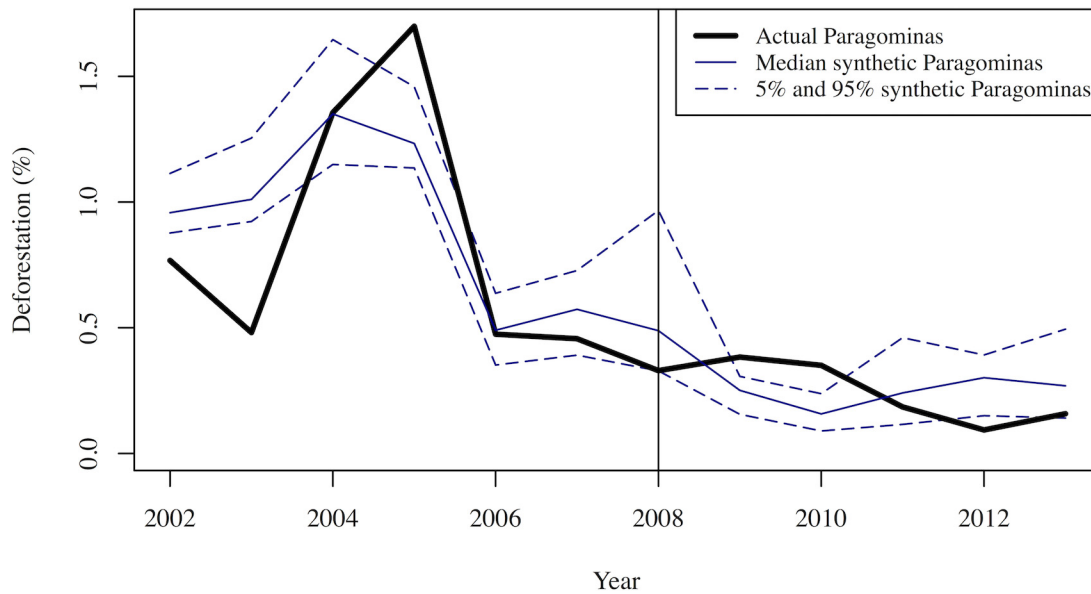 Actual Paragominas
Median synthetic Paragominas
5% and 95% synthetic Paragominas
Deforestation (%)
1.5
1.0
0.5
0.0
2002 2004 2006 2008 2010 2012
Year